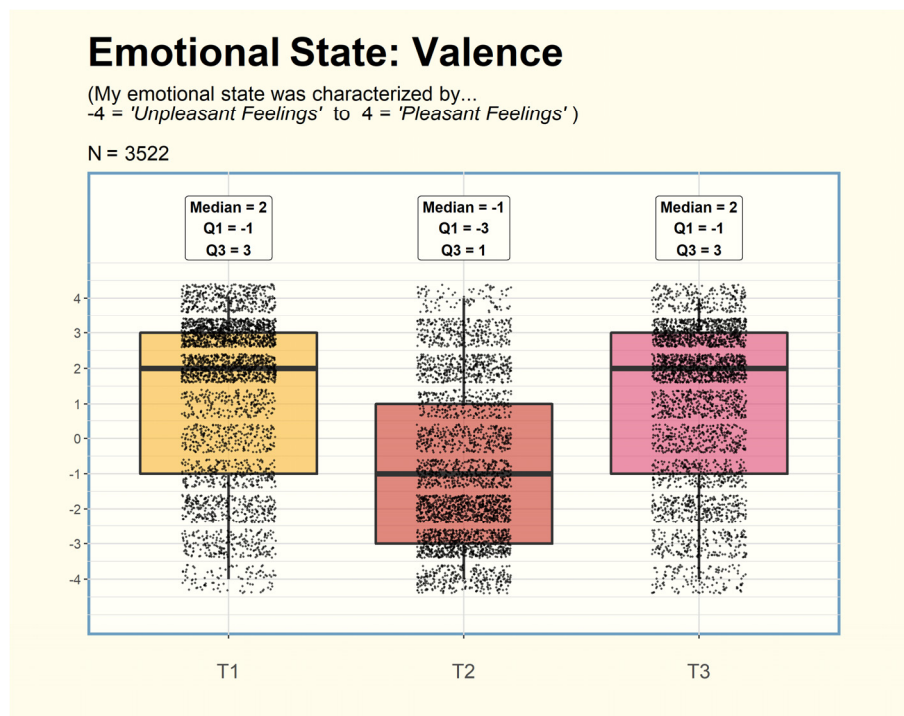 Emotional State: Valence
(My emotional state was characterized by...
-4 = 'Unpleasant Feelings' to 4 = 'Pleasant Feelings' )
N = 3522
Median = 2
Q1 = -1
Q3 = 3
Median = -1
Q1 = -3
Q3 = 1
Median = 2
Q1 = -1
Q3 = 3
4
3
2
1
0
-1
-2
-3
-4
T1 T2 T3